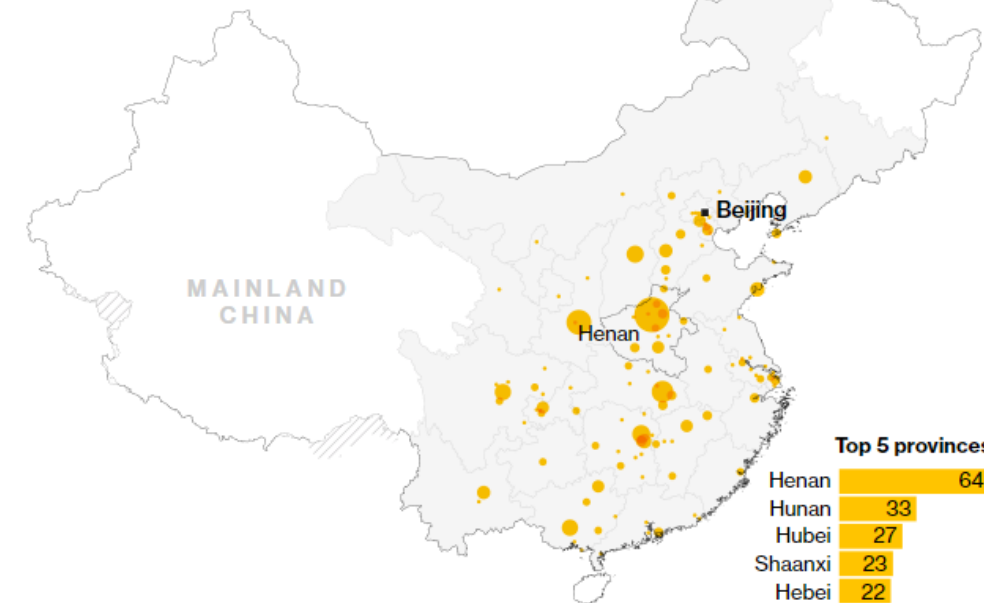 Beijing
MAINLAND
CHINA
Henan
Top 5 provinces
Henan 64
Hunan 33
Hubei 27
Shaanxi 23
Hebei 22